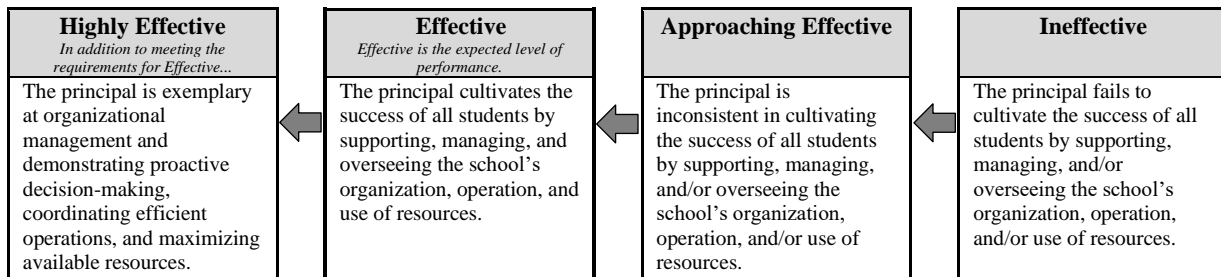 Highly Effective
In addition to meeting the
requirements for Effective...
The principal is exemplary
at organizational
management and
demonstrating proactive
decision-making,
coordinating efficient
operations, and maximizing
available resources.
Effective
Effective is the expected level of
performance.
The principal cultivates the
success of all students by
supporting, managing, and
overseeing the school's
organization, operation, and
use of resources.
Approaching Effective
The principal is
inconsistent in cultivating
the success of all students
by supporting, managing,
and/or overseeing the
school's organization,
operation, and/or use of
resources.
Ineffective
The principal fails to
cultivate the success of all
students by supporting,
managing, and/or
overseeing the school's
organization, operation,
and/or use of resources.